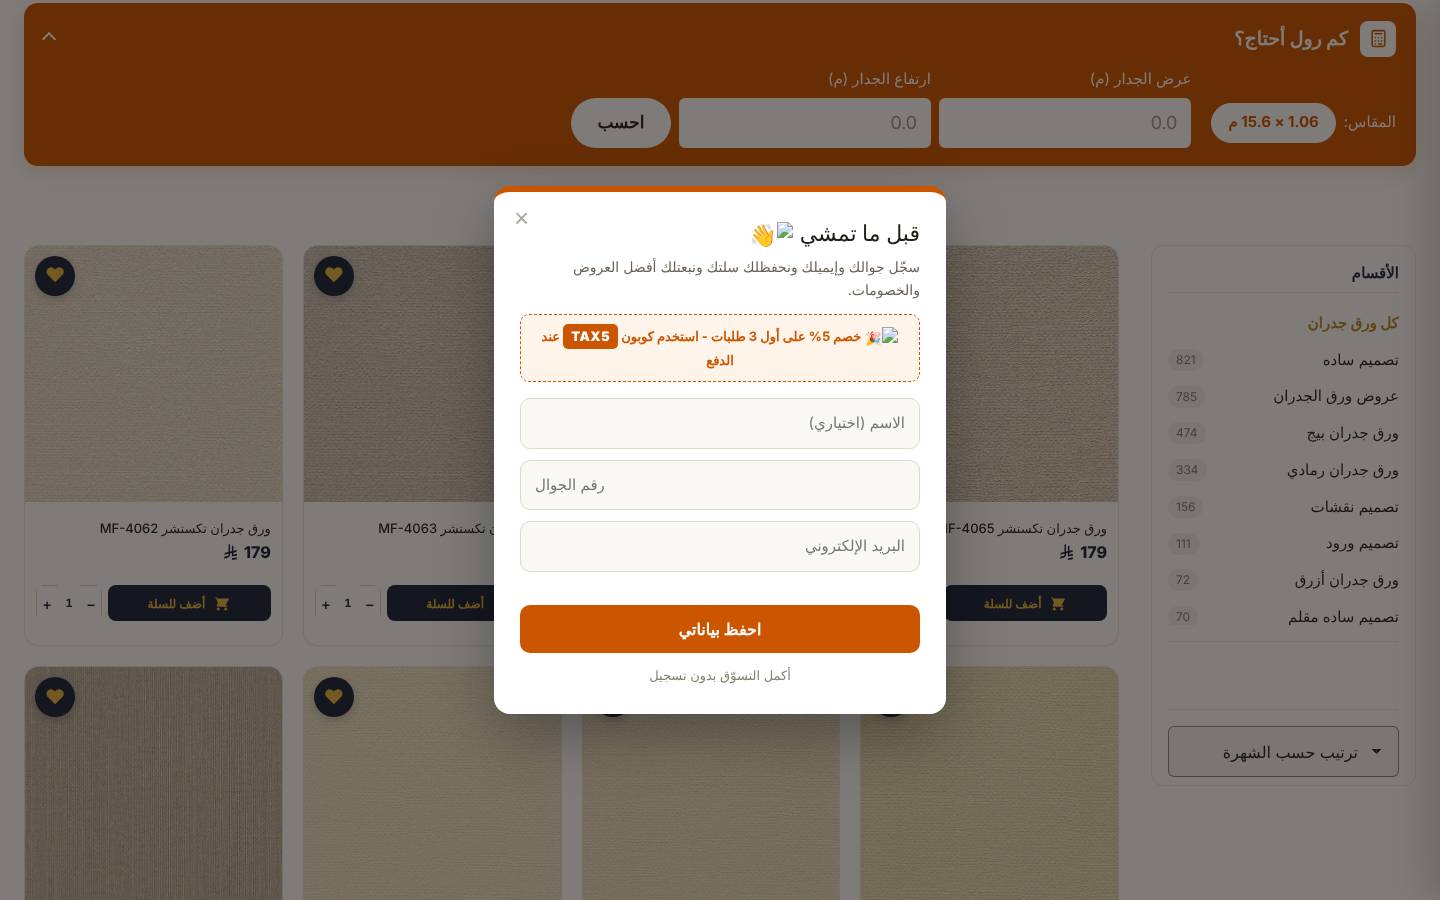 كم رول أحتاج؟
عرض الجدار (م)
ارتفاع الجدار (م)
المقاس: 1.06 × 15.6 م
0.0
0.0
احسب
قبل ما تمشي 👋
سجّل جوالك وإيميلك ونحفظلك سلتك ونبعتلك أفضل العروض
والخصومات.
🎉 خصم 5% على أول 3 طلبات - استخدم كوبون TAX5 عند
الدفع
الاسم (اختياري)
رقم الجوال
البريد الإلكتروني
احفظ بياناتي
أكمل التسوّق بدون تسجيل
الأقسام
كل ورق جدران
تصميم ساده 821
عروض ورق الجدران 785
ورق جدران بيج 474
ورق جدران رمادي 334
تصميم نقشات 156
تصميم ورود 111
ورق جدران أزرق 72
تصميم ساده مقلم 70
ترتيب حسب الشهرة
ورق جدران تكستشر MF-4065
179
أضف للسلة
ورق جدران تكستشر MF-4063
أضف للسلة
− 1 +
ورق جدران تكستشر MF-4062
179
أضف للسلة
− 1 +